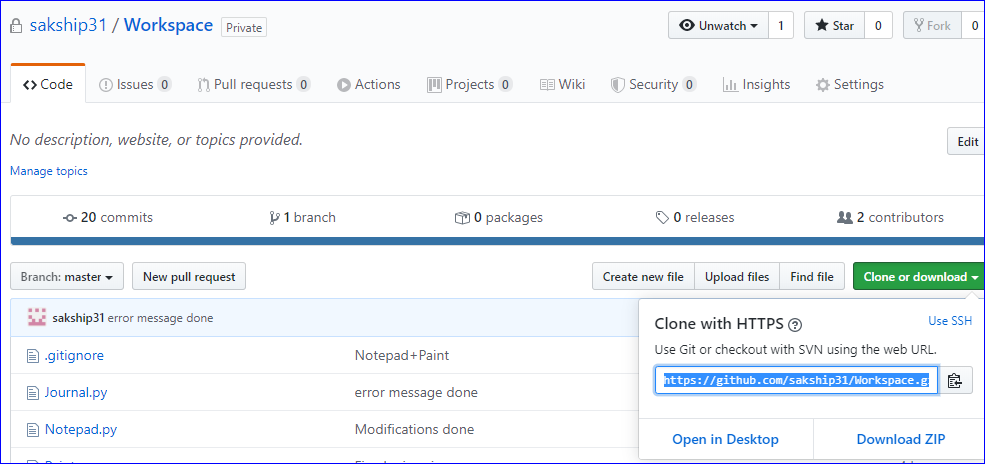 sakship31 / Workspace Private Unwatch 1 Star 0 Fork 0
Code Issues 0 Pull requests 0 Actions Projects 0 Wiki Security 0 Insights Settings
No description, website, or topics provided. Edit
Manage topics
20 commits 1 branch 0 packages 0 releases 2 contributors
Branch: master New pull request Create new file Upload files Find file Clone or download
sakship31 error message done
Clone with HTTPS Use SSH
Use Git or checkout with SVN using the web URL.
https://github.com/sakship31/Workspace.g
Open in Desktop Download ZIP
.gitignore Notepad+Paint
Journal.py error message done
Notepad.py Modifications done